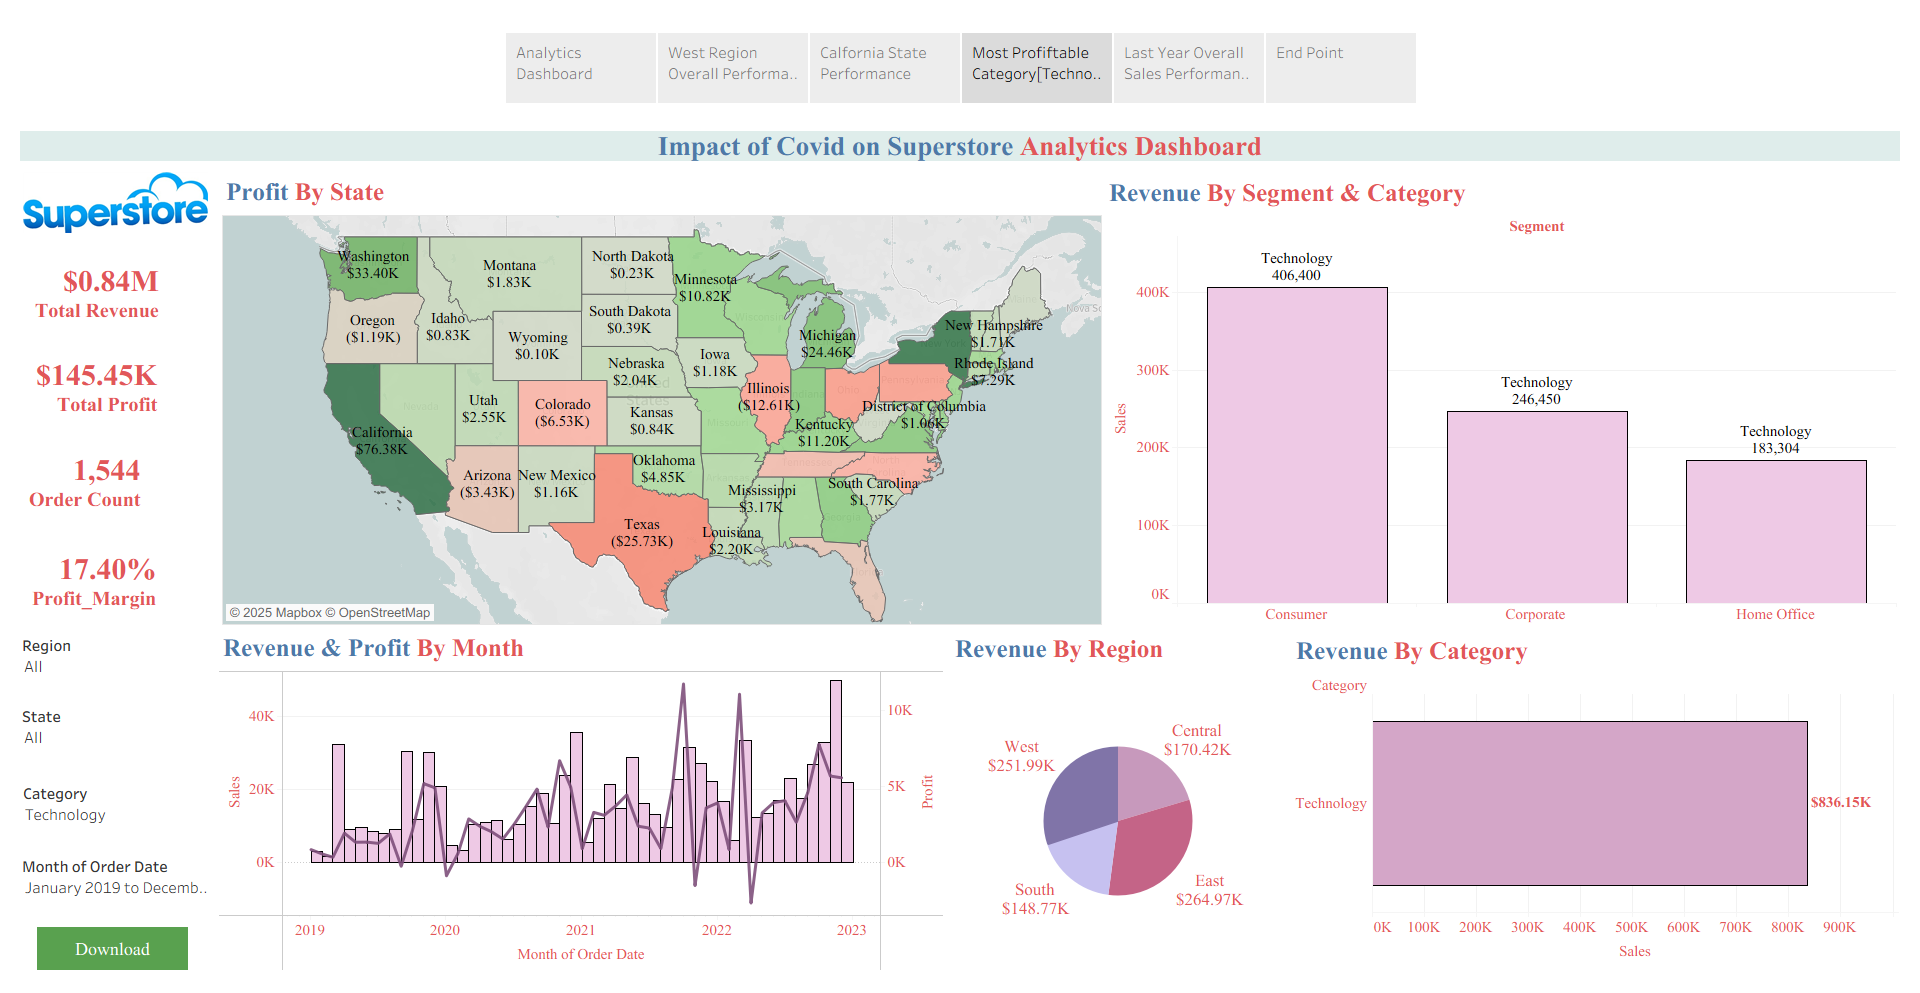 Analytics
Dashboard
West Region
Overall Performa..
Calfornia State
Performance
Most Profiftable
Category[Techno..
Last Year Overall
Sales Performan..
End Point
Impact of Covid on Superstore Analytics Dashboard
Superstore
$0.84M
Total Revenue
$145.45K
Total Profit
1,544
Order Count
17.40%
Profit_Margin
Region
All
State
All
Category
Technology
Month of Order Date
January 2019 to Decemb..
Download
Profit By State
Washington
$33.40K
Montana
$1.83K
North Dakota
$0.23K
Minnesota
$10.82K
Oregon
($1.19K)
Idaho
$0.83K
South Dakota
$0.39K
Wyoming
$0.10K
Michigan
$24.46K
New Hampshire
$1.71K
Iowa
$1.18K
Nebraska
$2.04K
Rhode Island
$7.29K
Utah
$2.55K
Colorado
($6.53K)
Kansas
$0.84K
Illinois
($12.61K)
District of Columbia
$1.06K
California
$76.38K
Kentucky
$11.20K
Arizona
($3.43K)
New Mexico
$1.16K
Oklahoma
$4.85K
Mississippi
$3.17K
South Carolina
$1.77K
Texas
($25.73K)
Louisiana
$2.20K
© 2025 Mapbox © OpenStreetMap
Revenue By Segment & Category
Segment
Technology
406,400
Technology
246,450
Technology
183,304
400K
300K
200K
100K
0K
Sales
Consumer
Corporate
Home Office
Revenue & Profit By Month
40K
20K
0K
Sales
10K
5K
0K
Profit
2019
2020
2021
2022
2023
Month of Order Date
Revenue By Region
Central
$170.42K
West
$251.99K
East
$264.97K
South
$148.77K
Revenue By Category
Category
Technology
$836.15K
0K
100K
200K
300K
400K
500K
600K
700K
800K
900K
Sales